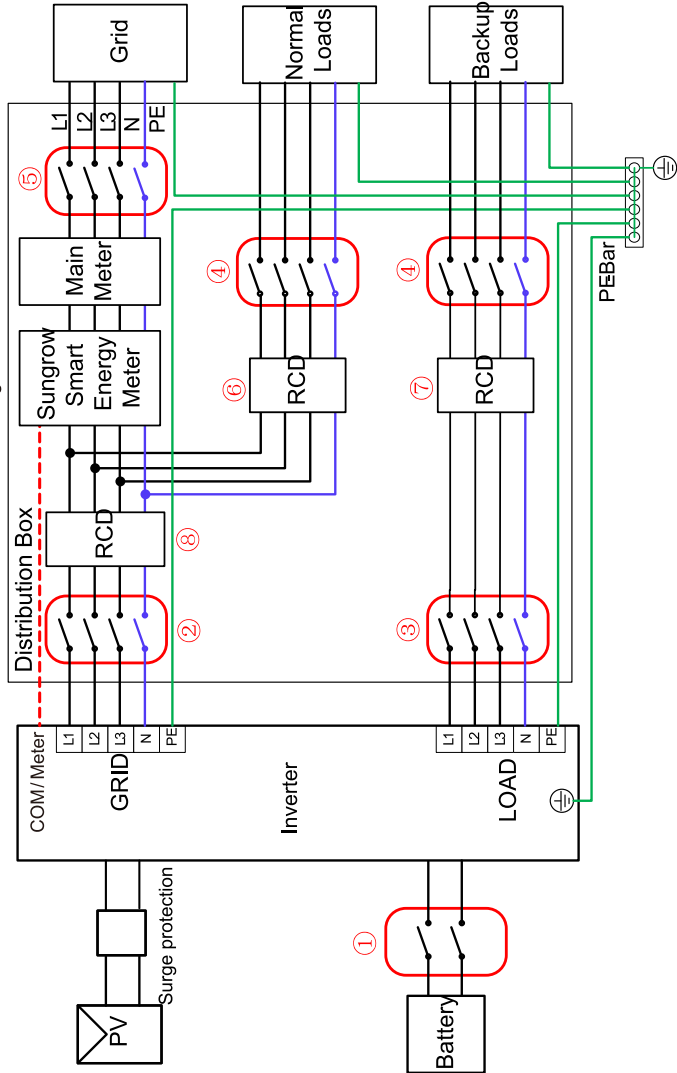 Grid
Normal
Loads
Backup
Loads
L1
L2
L3
N
PE
⑤
Main
Meter
④
④
PEBar
Sungrow
Smart
Energy
Meter
⑥
RCD
⑦
RCD
Distribution Box
RCD
⑧
②
③
COM/ Meter
L1
L2
L3
N
PE
GRID
Inverter
L1
L2
L3
N
PE
LOAD
Surge protection
①
PV
Battery